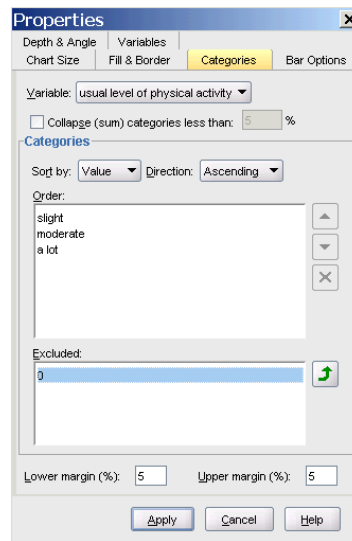 Properties
Depth & Angle Variables
Chart Size Fill & Border Categories Bar Options
Variable: usual level of physical activity
Collapse (sum) categories less than: 5 %
Categories
Sort by: Value Direction: Ascending
Order:
slight
moderate
a lot
Excluded:
0
Lower margin (%): 5 Upper margin (%): 5
Apply Cancel Help